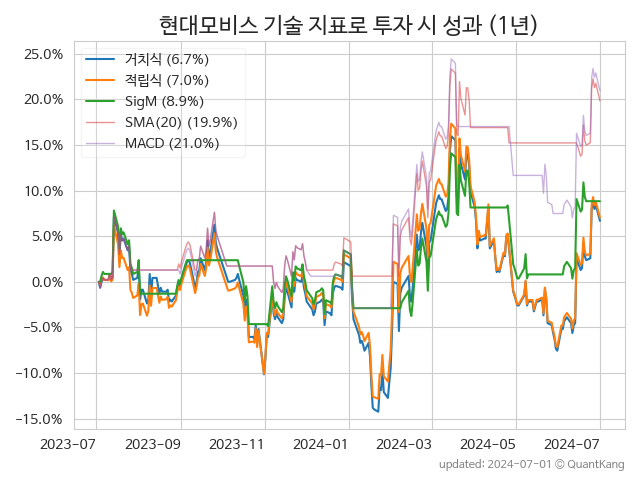 현대모비스 기술 지표로 투자 시 성과 (1년)
25.0%
20.0%
15.0%
10.0%
5.0%
0.0%
−5.0%
−10.0%
−15.0%
거치식 (6.7%)
적립식 (7.0%)
SigM (8.9%)
SMA(20) (19.9%)
MACD (21.0%)
2023-07 2023-09 2023-11 2024-01 2024-03 2024-05 2024-07
updated: 2024-07-01 © QuantKang